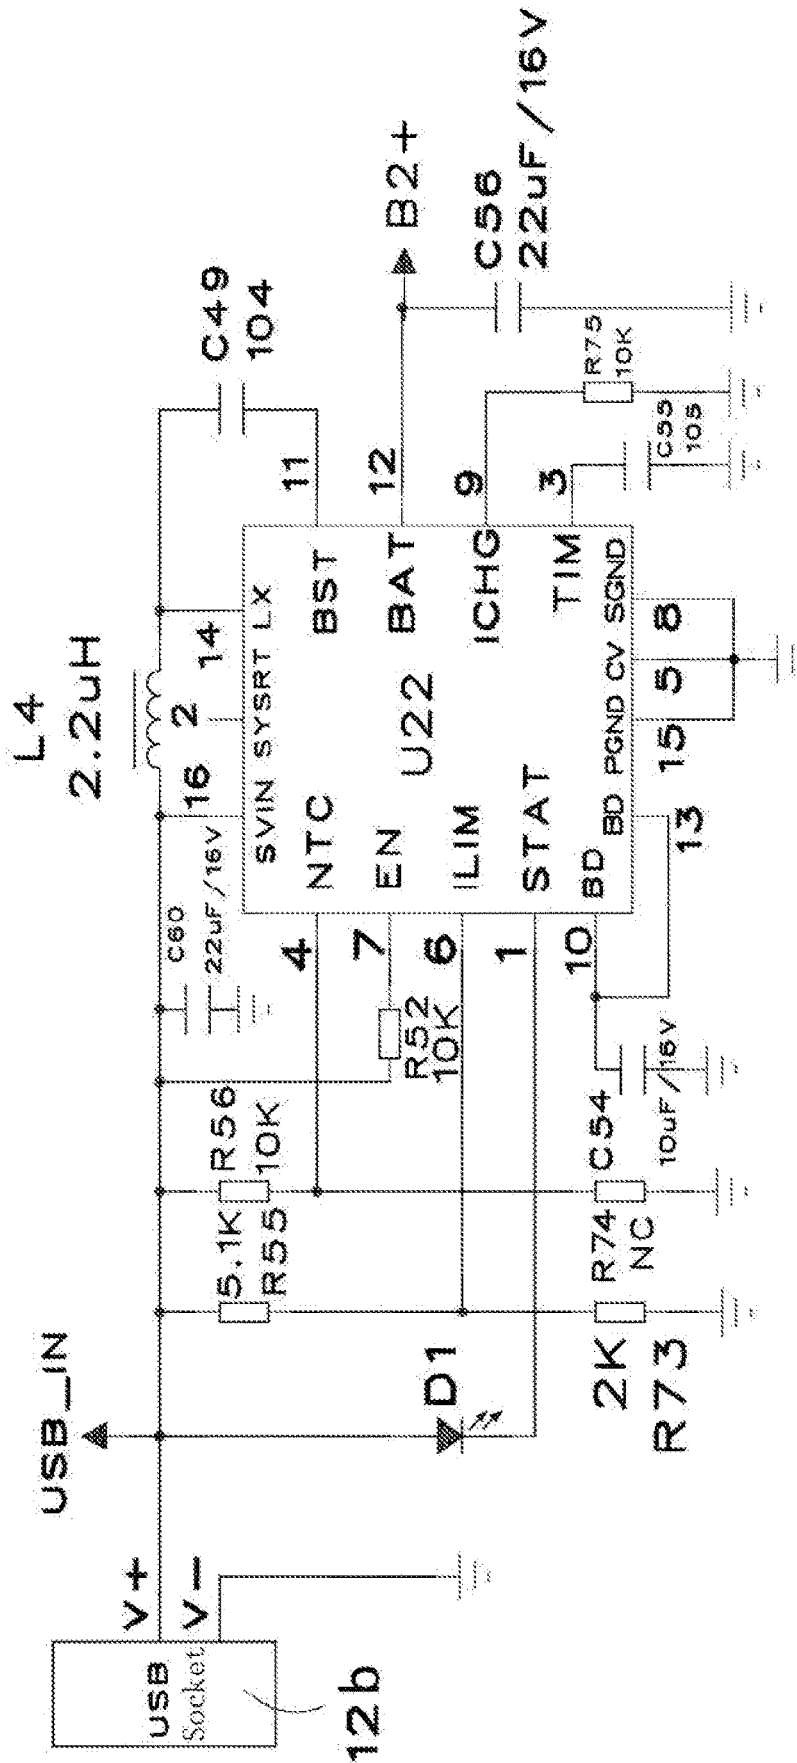 L4
2.2uH
C49
104
B2+
C56
22uF/16V
R75
10K
C55
105
14
2
16
11
12
9
3
SVIN SYSRT LX
BST
BAT
ICHG
TIM
U22
NTC
EN
ILIM
STAT
BD
BD PGND CV SGND
4
7
6
1
10
13
15
5
8
C60
22uF/16V
R52
10K
R56
10K
5.1K
R55
C54
10uF/16V
R74
NC
2K
R73
D1
USB_IN
V+
V-
USB
Socket
12b